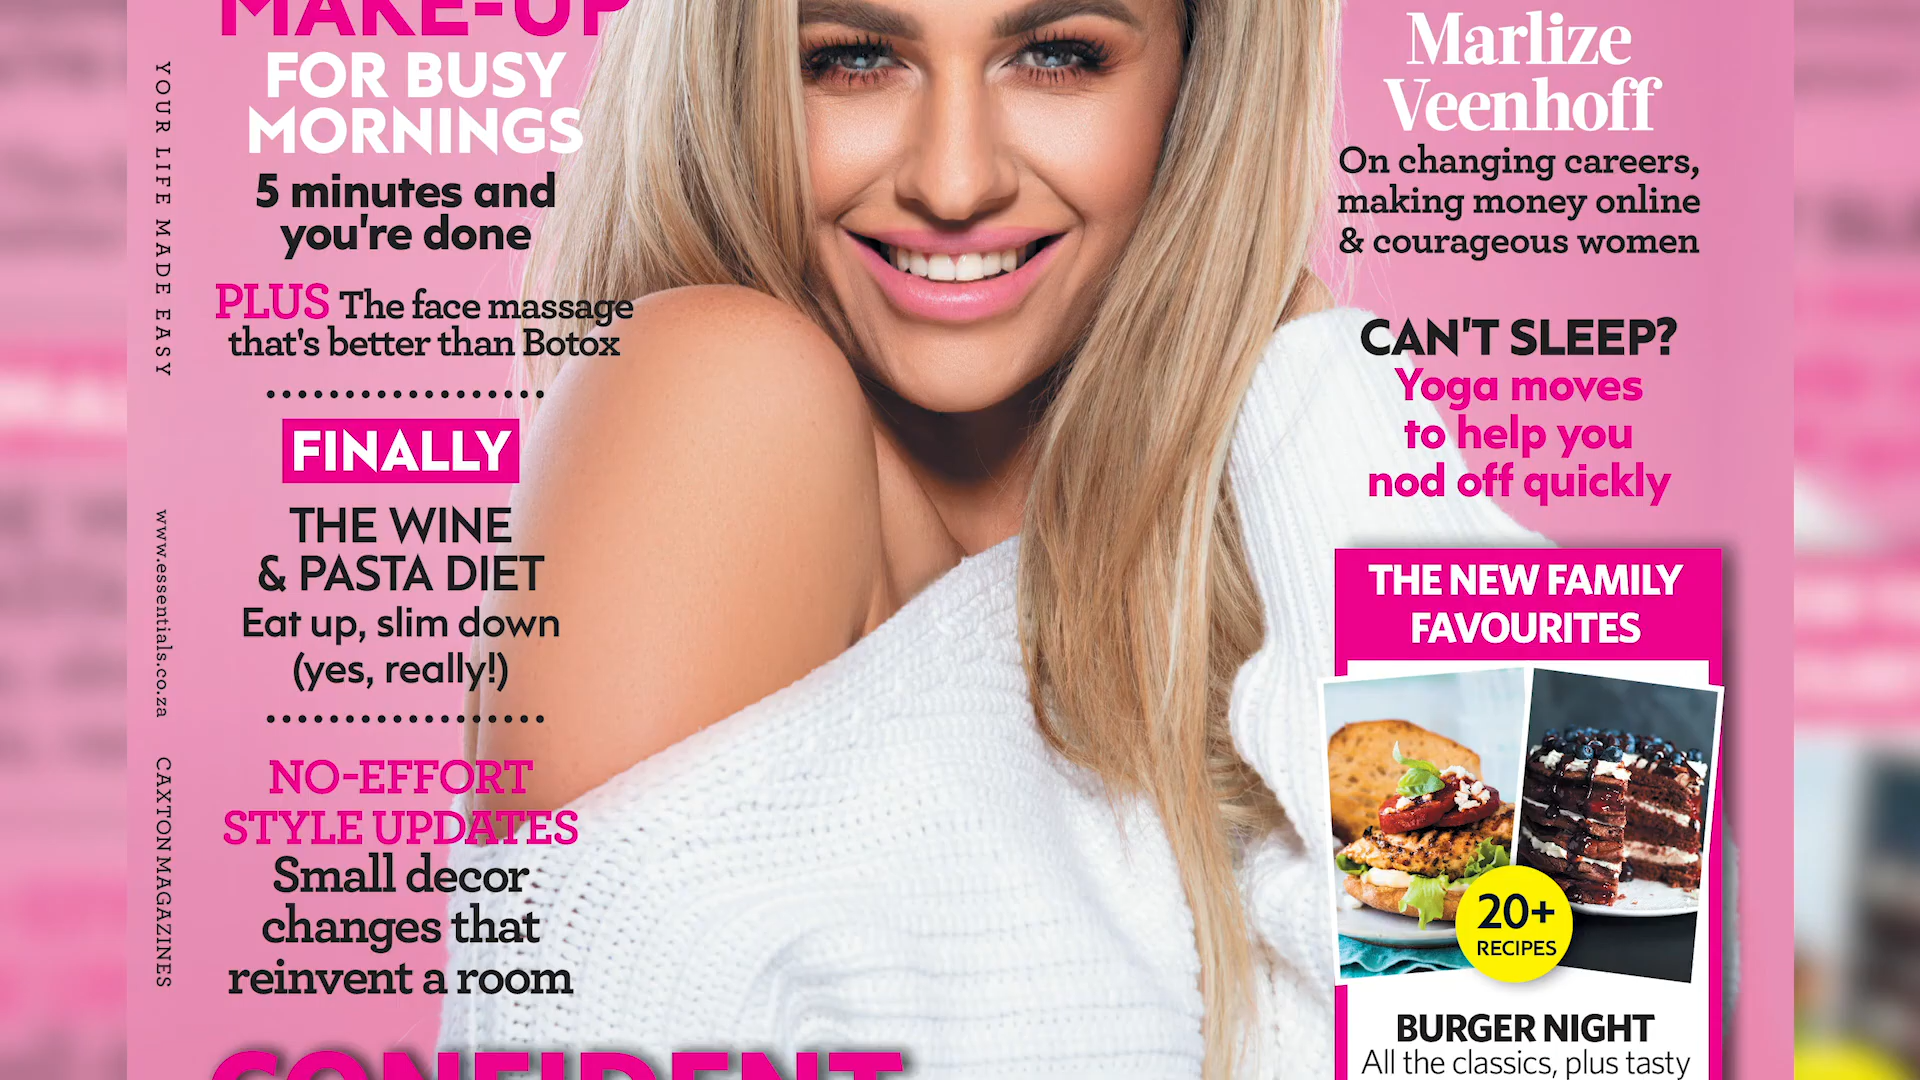 MAKE-UP
FOR BUSY
MORNINGS
5 minutes and
you're done
PLUS The face massage
that's better than Botox
FINALLY
THE WINE
& PASTA DIET
Eat up, slim down
(yes, really!)
NO-EFFORT
STYLE UPDATES
Small decor
changes that
reinvent a room
CONFIDENT
YOUR LIFE MADE EASY
www.essentials.co.za
CAXTON MAGAZINES
Marlize
Veenhoff
On changing careers,
making money online
& courageous women
CAN'T SLEEP?
Yoga moves
to help you
nod off quickly
THE NEW FAMILY
FAVOURITES
20+
RECIPES
BURGER NIGHT
All the classics, plus tasty